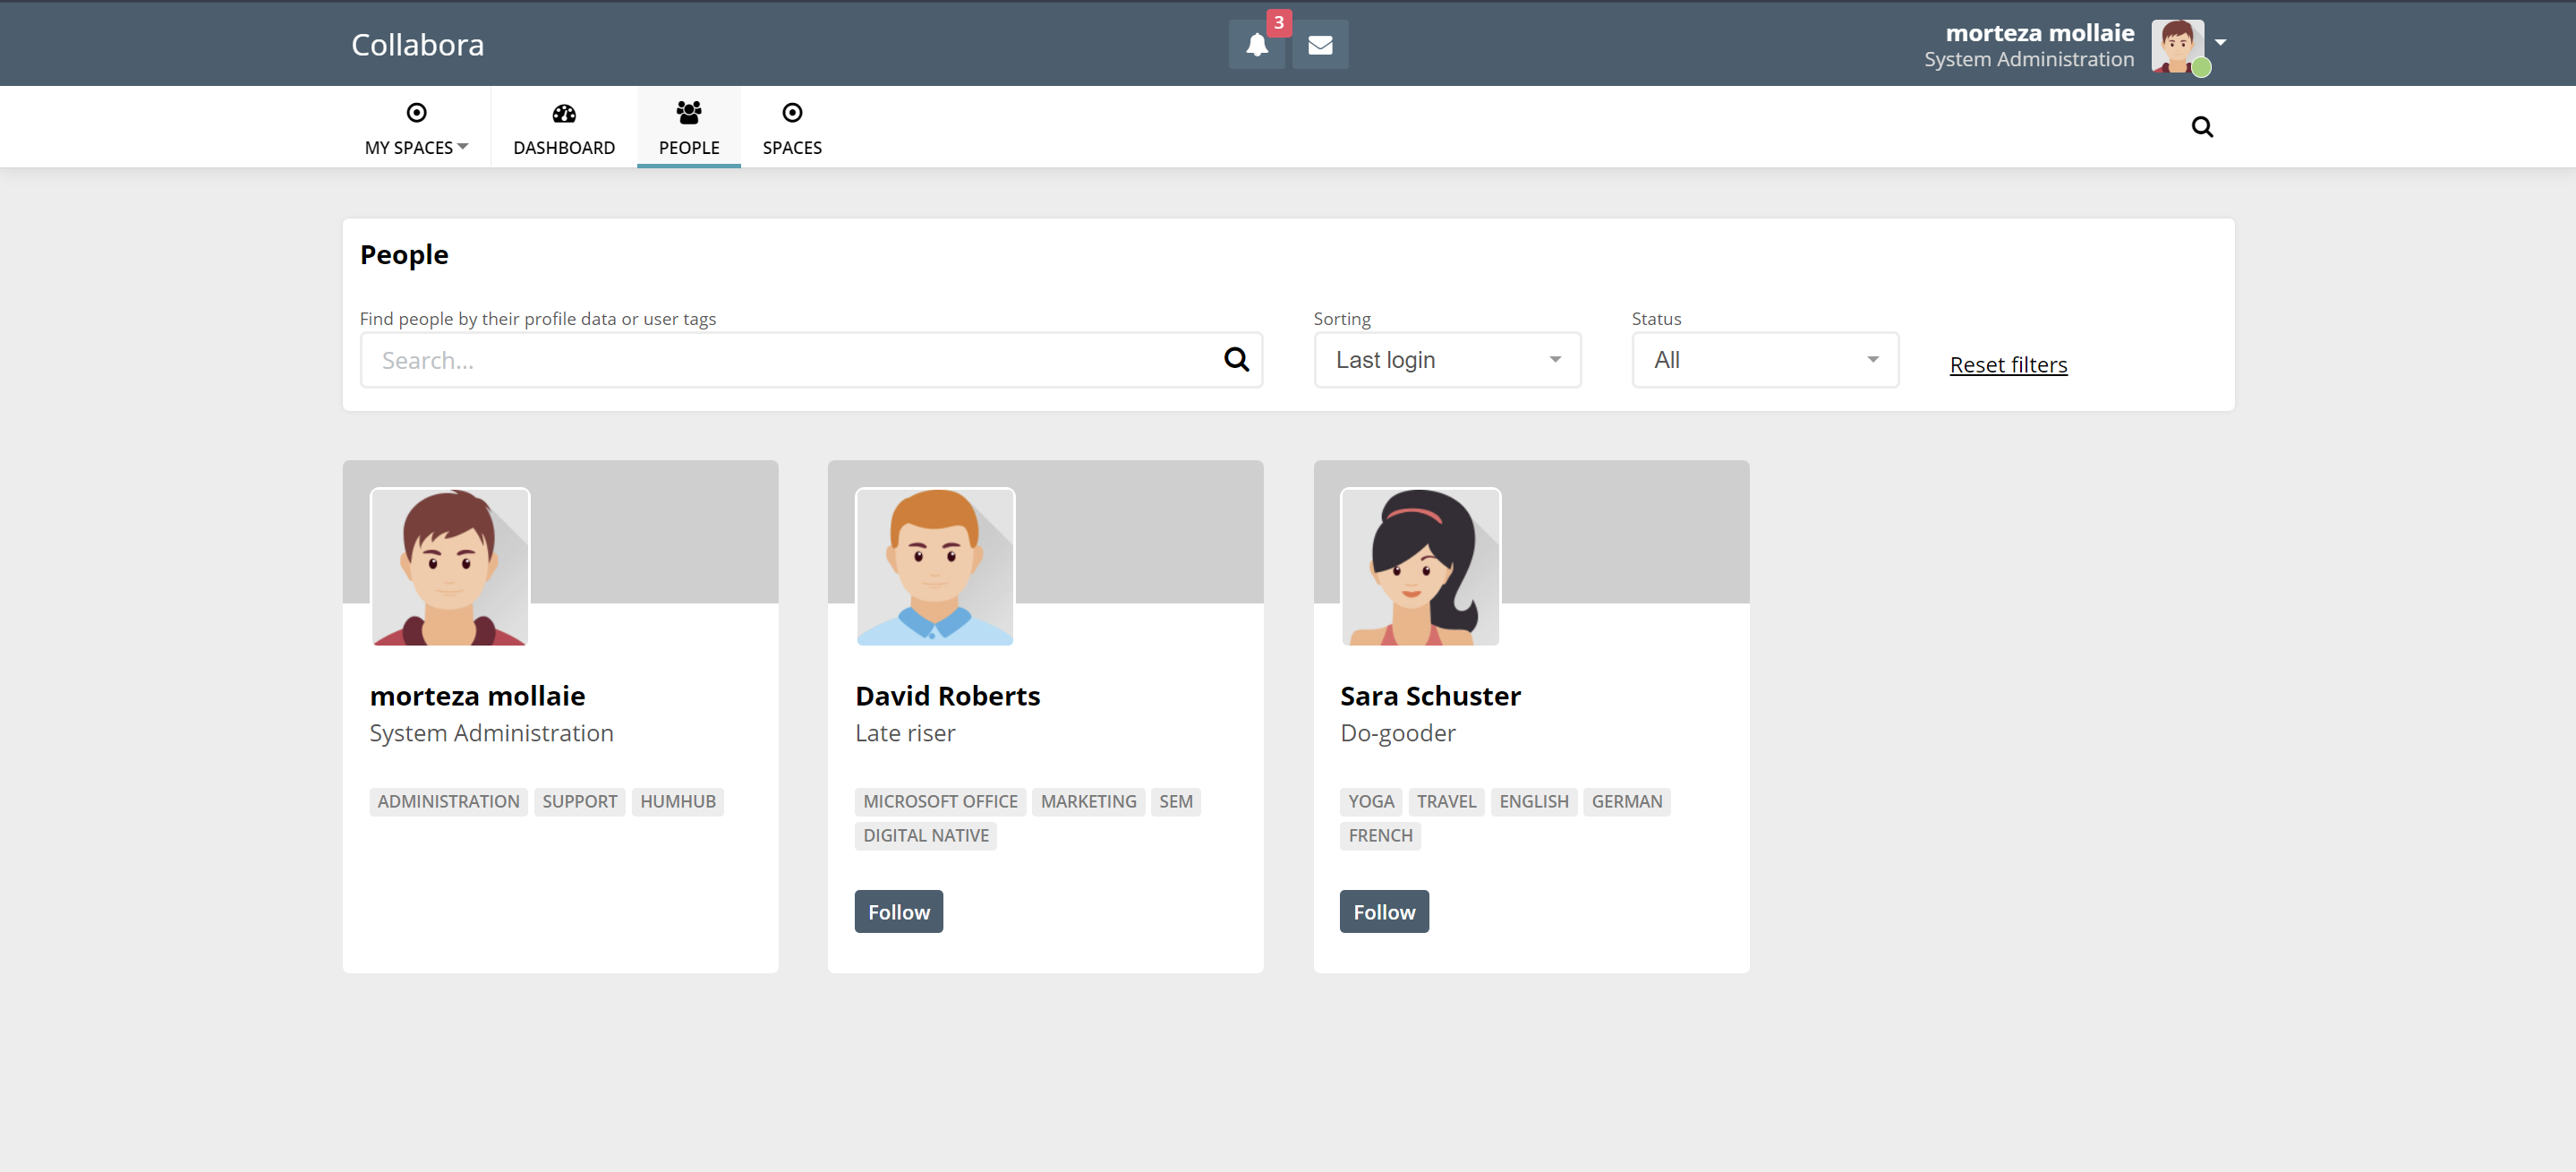 Collabora
3
morteza mollaie
System Administration
MY SPACES
DASHBOARD
PEOPLE
SPACES
People
Find people by their profile data or user tags
Sorting
Status
Search...
Last login
All
Reset filters
morteza mollaie
System Administration
ADMINISTRATION SUPPORT HUMHUB
David Roberts
Late riser
MICROSOFT OFFICE MARKETING SEM
DIGITAL NATIVE
Follow
Sara Schuster
Do-gooder
YOGA TRAVEL ENGLISH GERMAN
FRENCH
Follow